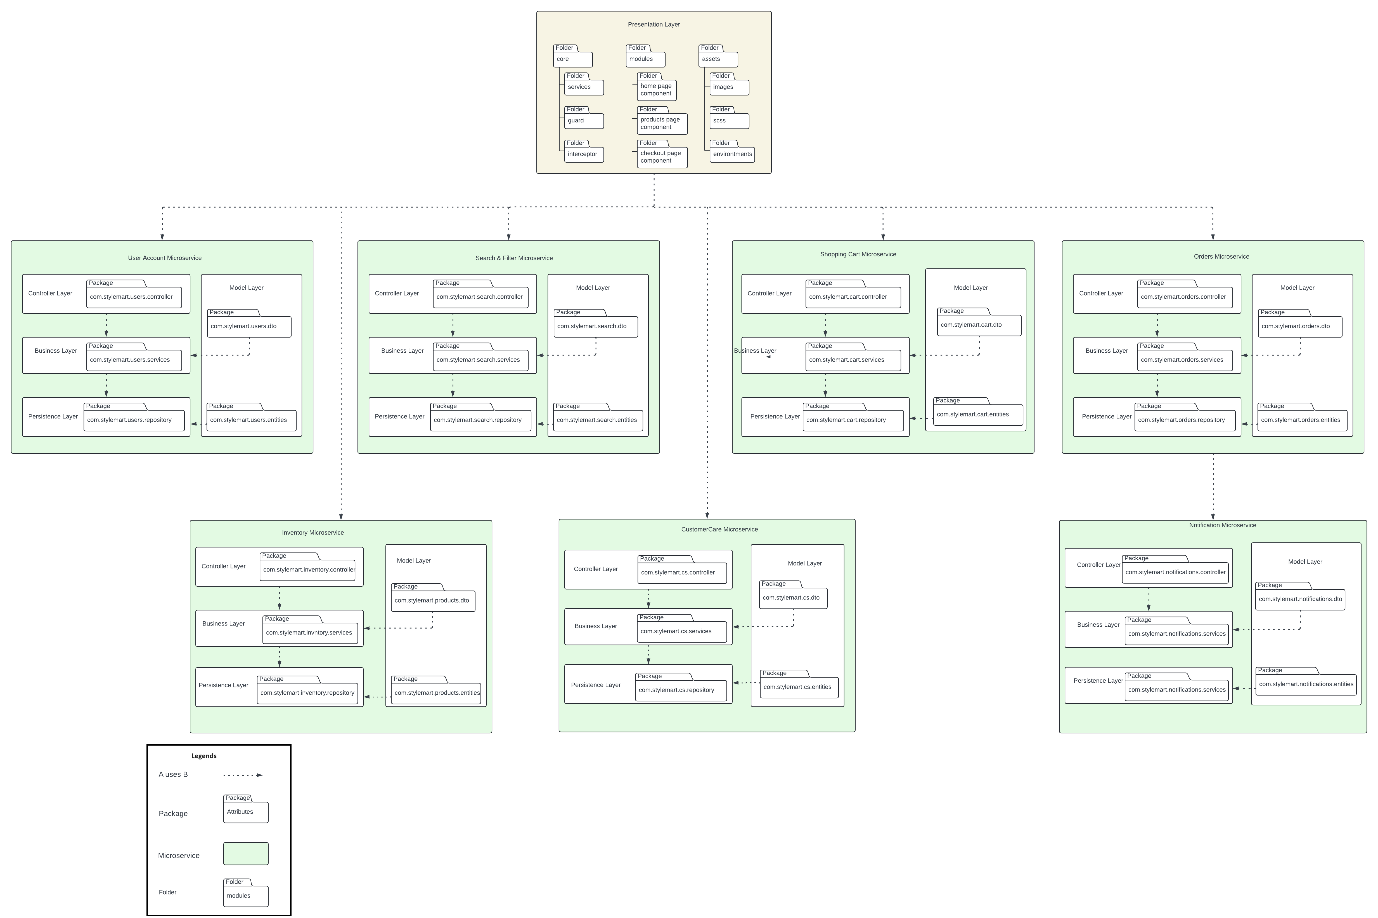 Presentation Layer
Folder
core
Folder
services
Folder
guard
Folder
interceptor
Folder
modules
Folder
home page
component
Folder
products page
component
Folder
checkout page
component
Folder
assets
Folder
images
Folder
scss
Folder
environtments
User Account Microservice
Controller Layer
Package
com.stylemart.users.controller
Business Layer
Package
com.stylemart.users.services
Persistence Layer
Package
com.stylemart.users.repository
Model Layer
Package
com.stylemart.users.dto
Package
com.stylemart.users.entities
Search & Filter Microservice
Controller Layer
Package
com.stylemart.search.controller
Business Layer
Package
com.stylemart.search.services
Persistence Layer
Package
com.stylemart.search.repository
Model Layer
Package
com.stylemart.search.dto
Package
com.stylemart.search.entities
Shopping Cart Microservice
Controller Layer
Package
com.stylemart.cart.controller
Business Layer
Package
com.stylemart.cart.services
Persistence Layer
Package
com.stylemart.cart.repository
Model Layer
Package
com.stylemart.cart.dto
Package
com.stylemart.cart.entities
Orders Microservice
Controller Layer
Package
com.stylemart.orders.controller
Business Layer
Package
com.stylemart.orders.services
Persistence Layer
Package
com.stylemart.orders.repository
Model Layer
Package
com.stylemart.orders.dto
Package
com.stylemart.orders.entities
Inventory Microservice
Controller Layer
Package
com.stylemart.inventory.controller
Business Layer
Package
com.stylemart.invntory.services
Persistence Layer
Package
com.stylemart.inventory.repository
Model Layer
Package
com.stylemart.products.dto
Package
com.stylemart.products.entities
CustomerCare Microservice
Controller Layer
Package
com.stylemart.cs.controller
Business Layer
Package
com.stylemart.cs.services
Persistence Layer
Package
com.stylemart.cs.repository
Model Layer
Package
com.stylemart.cs.dto
Package
com.stylemart.cs.entities
Notification Microservice
Controller Layer
Package
com.stylemart.notifications.controller
Business Layer
Package
com.stylemart.notifications.services
Persistence Layer
Package
com.stylemart.notifications.services
Model Layer
Package
com.stylemart.notifications.dto
Package
com.stylemart.notifications.entities
Legends
A uses B
Package
Package
Attributes
Microservice
Folder
Folder
modules